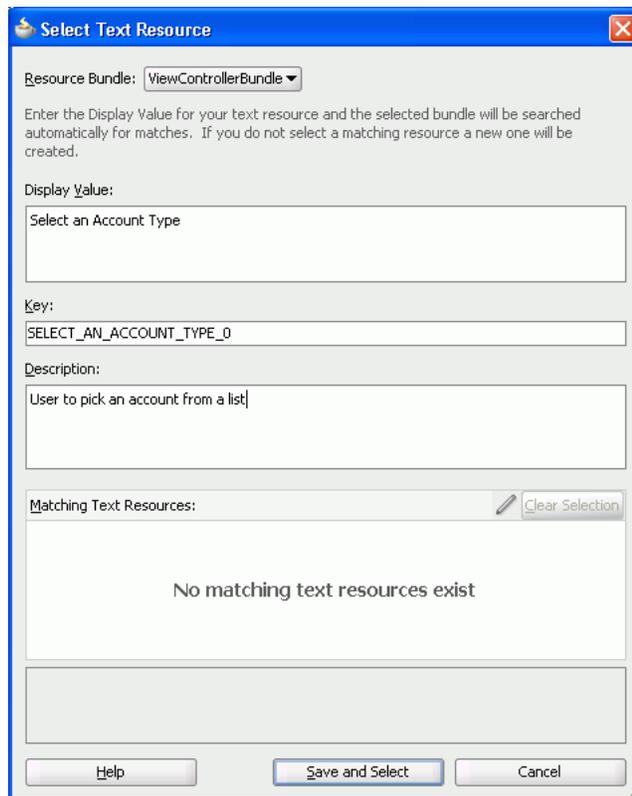 Select Text Resource
Resource Bundle: ViewControllerBundle
Enter the Display Value for your text resource and the selected bundle will be searched
automatically for matches. If you do not select a matching resource a new one will be
created.
Display Value:
Select an Account Type
Key:
SELECT_AN_ACCOUNT_TYPE_0
Description:
User to pick an account from a list
Matching Text Resources: Clear Selection
No matching text resources exist
Help Save and Select Cancel